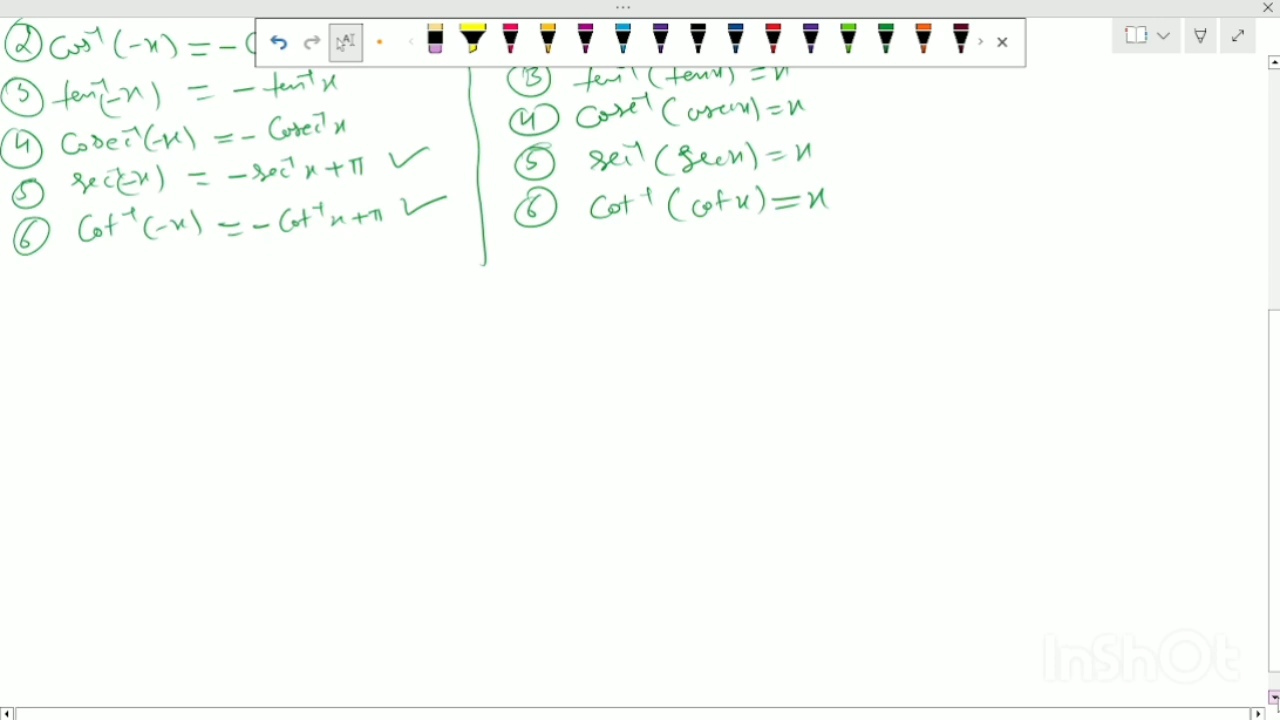 ② Cos⁻¹(-x) = -
③ tan⁻¹(-x) = - tan⁻¹x
④ Cosec⁻¹(-x) = - Cosec⁻¹x
⑤ sec⁻¹(-x) = - sec⁻¹x + π ✓
⑥ Cot⁻¹(-x) = - Cot⁻¹x + π ✓
③ tan⁻¹(tanx) = x
④ Cosec⁻¹(cosecx) = x
⑤ sec⁻¹(secx) = x
⑥ Cot⁻¹(cotx) = x
InShOt